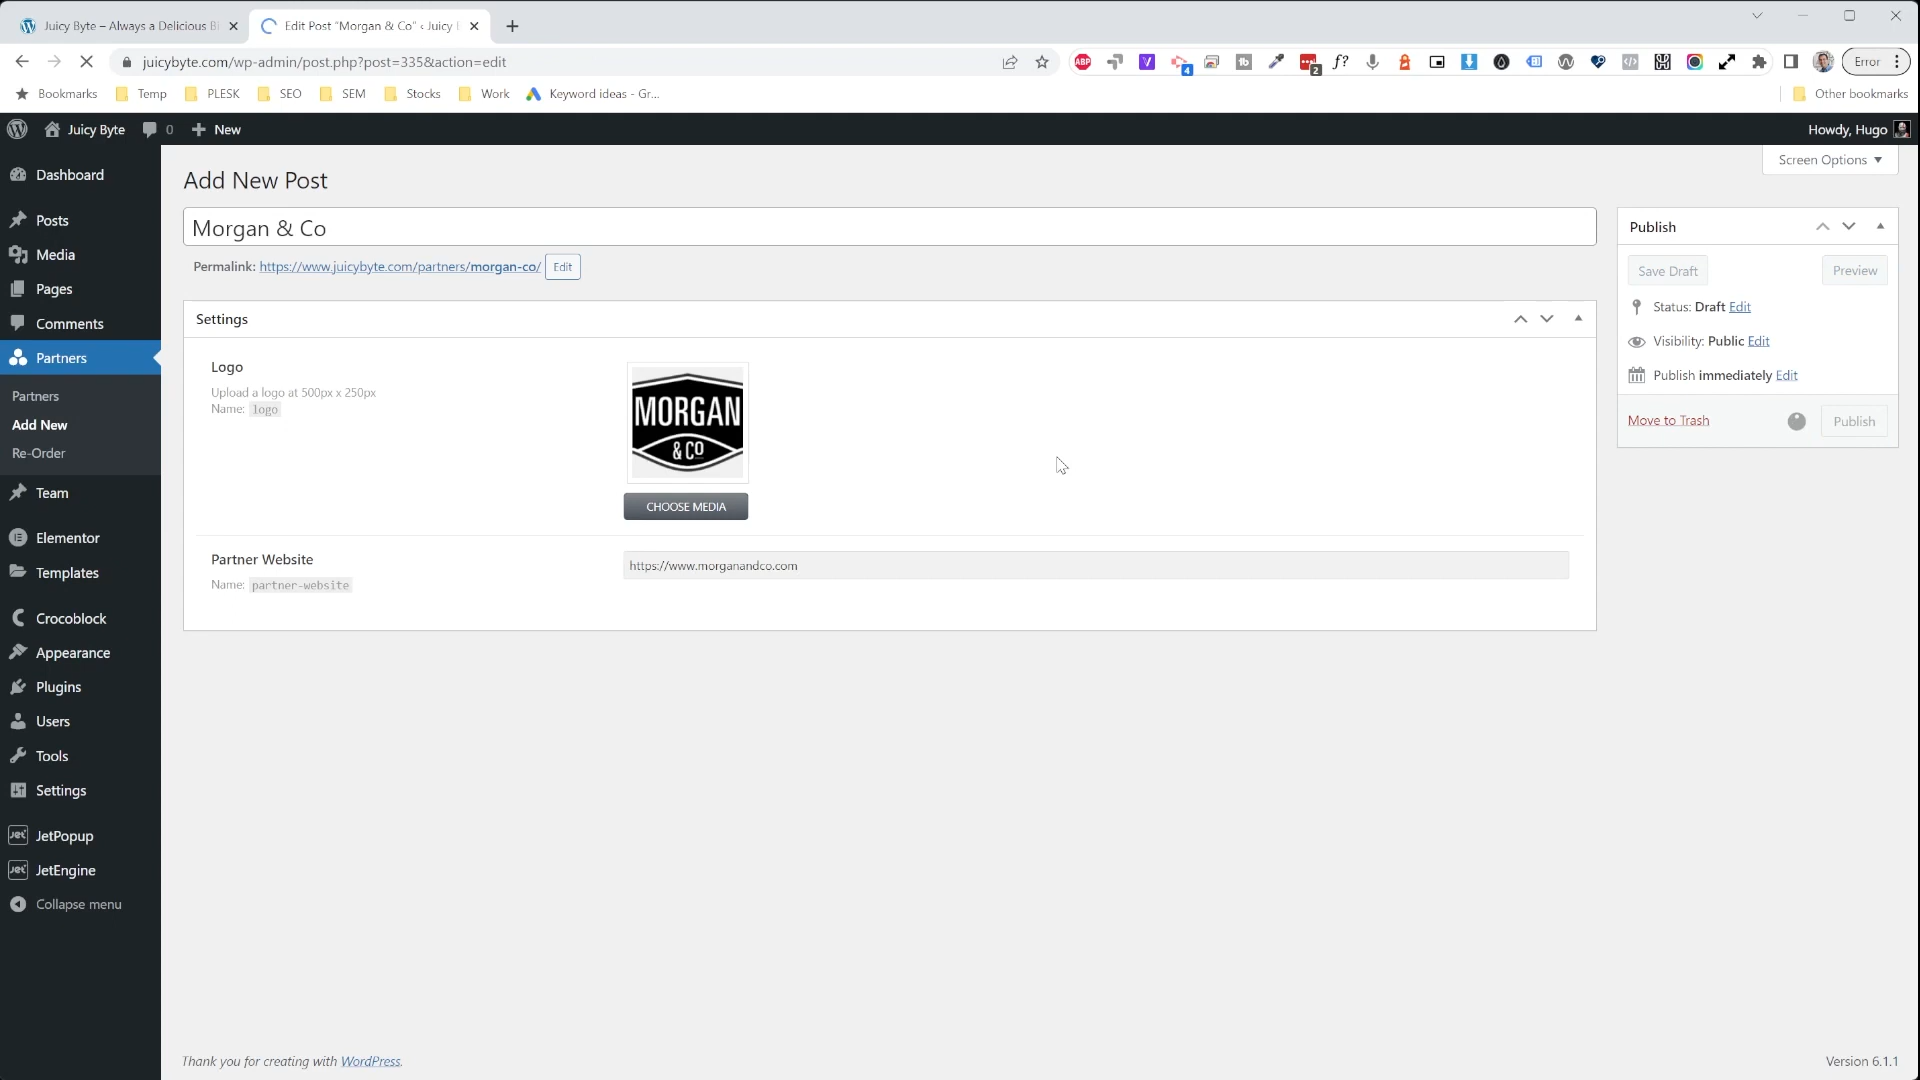 Juicy Byte – Always a Delicious Bi
Edit Post "Morgan & Co" ‹ Juicy
juicybyte.com/wp-admin/post.php?post=335&action=edit
ABP
4
2
f?
Error
Bookmarks
Temp
PLESK
SEO
SEM
Stocks
Work
Keyword ideas - Gr...
Other bookmarks
Juicy Byte
0
New
Howdy, Hugo
Screen Options
Dashboard
Posts
Media
Pages
Comments
Partners
Partners
Add New
Re-Order
Team
Elementor
Templates
Crocoblock
Appearance
Plugins
Users
Tools
Settings
JetPopup
JetEngine
Collapse menu
Add New Post
Morgan & Co
Permalink: https://www.juicybyte.com/partners/morgan-co/ Edit
Settings
Logo
Upload a logo at 500px x 250px
Name: logo
MORGAN
& CO
CHOOSE MEDIA
Partner Website
Name: partner-website
https://www.morganandco.com
Publish
Save Draft
Preview
Status: Draft Edit
Visibility: Public Edit
Publish immediately Edit
Move to Trash
Publish
Thank you for creating with WordPress.
Version 6.1.1